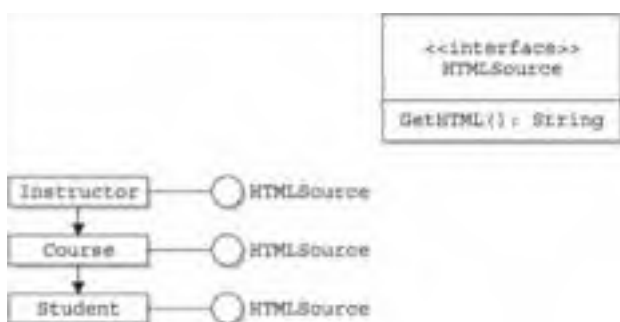 <<interface>>
HTMLSource
GetHTML(): String
Instructor
HTMLSource
Course
HTMLSource
Student
HTMLSource